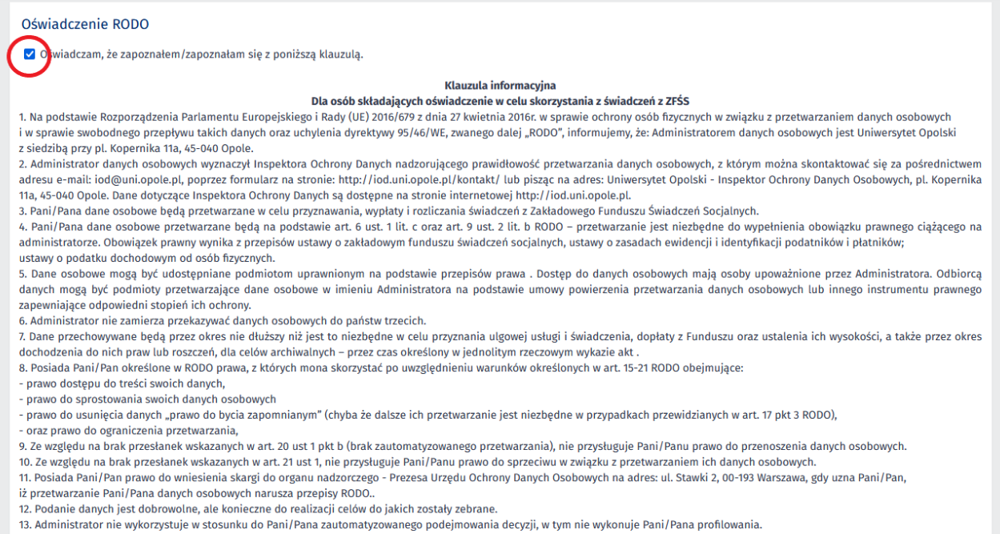 Oświadczenie RODO
Oświadczam, że zapoznałem/zapoznałam się z poniższą klauzulą.
Klauzula informacyjna
Dla osób składających oświadczenie w celu skorzystania z świadczeń z ZFŚS
1. Na podstawie Rozporządzenia Parlamentu Europejskiego i Rady (UE) 2016/679 z dnia 27 kwietnia 2016r. w sprawie ochrony osób fizycznych w związku z przetwarzaniem danych osobowych
i w sprawie swobodnego przepływu takich danych oraz uchylenia dyrektywy 95/46/WE, zwanego dalej „RODO”, informujemy, że: Administratorem danych osobowych jest Uniwersytet Opolski
z siedzibą przy pl. Kopernika 11a, 45-040 Opole.
2. Administrator danych osobowych wyznaczył Inspektora Ochrony Danych nadzorującego prawidłowość przetwarzania danych osobowych, z którym można skontaktować się za pośrednictwem
adresu e-mail: iod@uni.opole.pl, poprzez formularz na stronie: http://iod.uni.opole.pl/kontakt/ lub pisząc na adres: Uniwersytet Opolski - Inspektor Ochrony Danych Osobowych, pl. Kopernika
11a, 45-040 Opole. Dane dotyczące Inspektora Ochrony Danych są dostępne na stronie internetowej http://iod.uni.opole.pl.
3. Pani/Pana dane osobowe będą przetwarzane w celu przyznawania, wypłaty i rozliczania świadczeń z Zakładowego Funduszu Świadczeń Socjalnych.
4. Pani/Pana dane osobowe przetwarzane będą na podstawie art. 6 ust. 1 lit. c oraz art. 9 ust. 2 lit. b RODO – przetwarzanie jest niezbędne do wypełnienia obowiązku prawnego ciążącego na
administratorze. Obowiązek prawny wynika z przepisów ustawy o zakładowym funduszu świadczeń socjalnych, ustawy o zasadach ewidencji i identyfikacji podatników i płatników;
ustawy o podatku dochodowym od osób fizycznych.
5. Dane osobowe mogą być udostępniane podmiotom uprawnionym na podstawie przepisów prawa . Dostęp do danych osobowych mają osoby upoważnione przez Administratora. Odbiorcą
danych mogą być podmioty przetwarzające dane osobowe w imieniu Administratora na podstawie umowy powierzenia przetwarzania danych osobowych lub innego instrumentu prawnego
zapewniające odpowiedni stopień ich ochrony.
6. Administrator nie zamierza przekazywać danych osobowych do państw trzecich.
7. Dane przechowywane będą przez okres nie dłuższy niż jest to niezbędne w celu przyznania ulgowej usługi i świadczenia, dopłaty z Funduszu oraz ustalenia ich wysokości, a także przez okres
dochodzenia do nich praw lub roszczeń, dla celów archiwalnych – przez czas określony w jednolitym rzeczowym wykazie akt .
8. Posiada Pani/Pan określone w RODO prawa, z których mona skorzystać po uwzględnieniu warunków określonych w art. 15-21 RODO obejmujące:
- prawo dostępu do treści swoich danych,
- prawo do sprostowania swoich danych osobowych
- prawo do usunięcia danych „prawo do bycia zapomnianym” (chyba że dalsze ich przetwarzanie jest niezbędne w przypadkach przewidzianych w art. 17 pkt 3 RODO),
- oraz prawo do ograniczenia przetwarzania,
9. Ze względu na brak przesłanek wskazanych w art. 20 ust 1 pkt b (brak zautomatyzowanego przetwarzania), nie przysługuje Pani/Panu prawo do przenoszenia danych osobowych.
10. Ze względu na brak przesłanek wskazanych w art. 21 ust 1, nie przysługuje Pani/Panu prawo do sprzeciwu w związku z przetwarzaniem ich danych osobowych.
11. Posiada Pani/Pan prawo do wniesienia skargi do organu nadzorczego - Prezesa Urzędu Ochrony Danych Osobowych na adres: ul. Stawki 2, 00-193 Warszawa, gdy uzna Pani/Pan,
iż przetwarzanie Pani/Pana danych osobowych narusza przepisy RODO..
12. Podanie danych jest dobrowolne, ale konieczne do realizacji celów do jakich zostały zebrane.
13. Administrator nie wykorzystuje w stosunku do Pani/Pana zautomatyzowanego podejmowania decyzji, w tym nie wykonuje Pani/Pana profilowania.